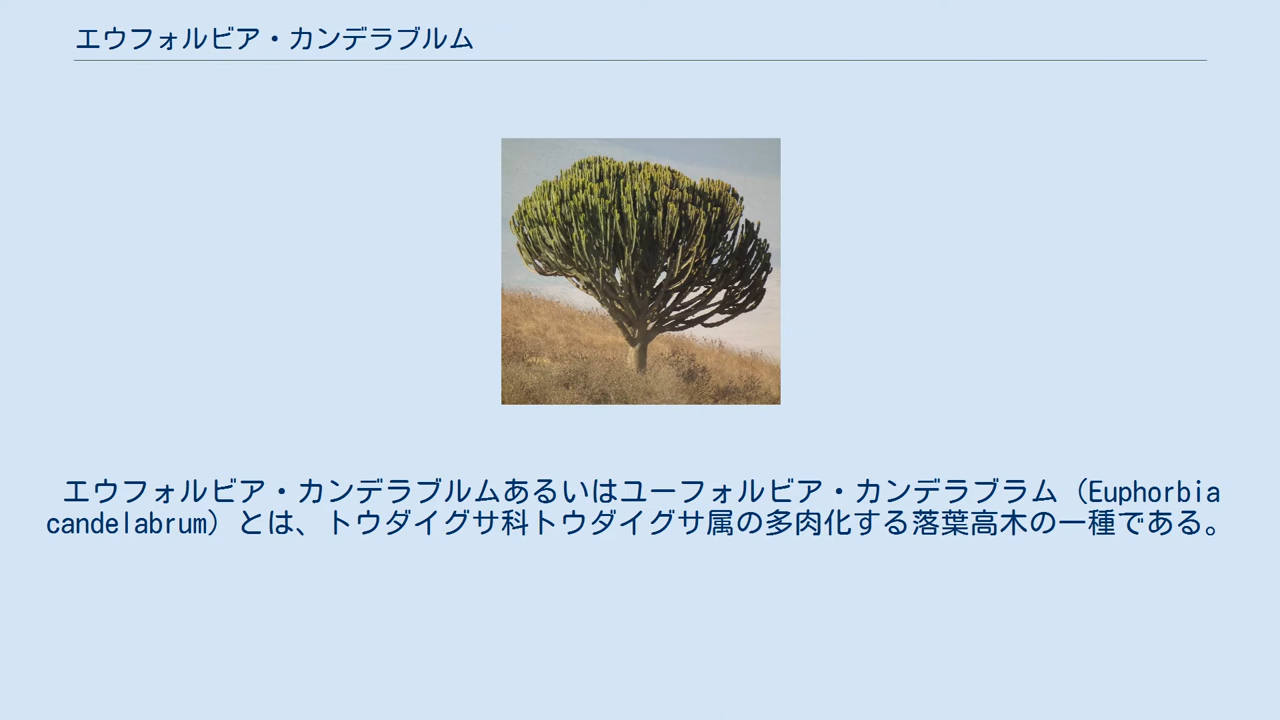 エウフォルビア・カンデラブルム
エウフォルビア・カンデラブルムあるいはユーフォルビア・カンデラブラム（Euphorbia
candelabrum）とは、トウダイグサ科トウダイグサ属の多肉化する落葉高木の一種である。